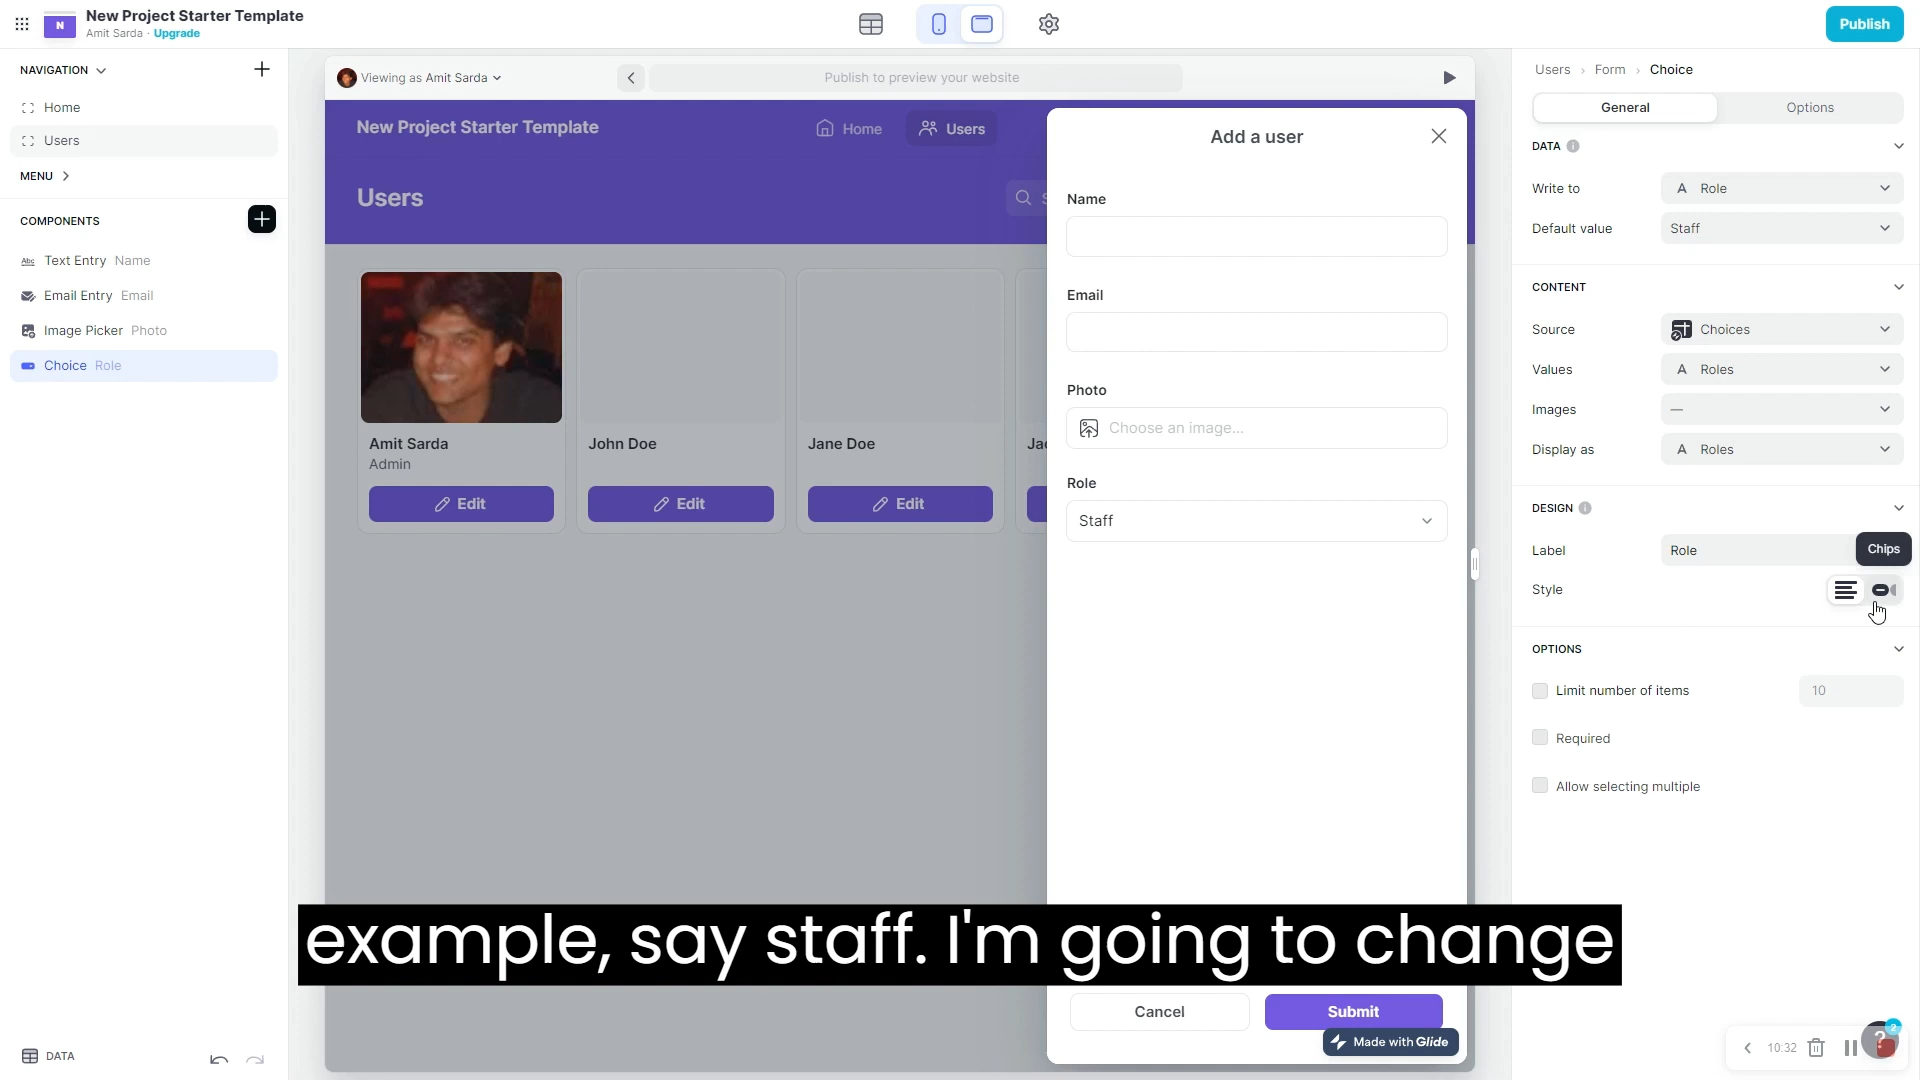 New Project Starter Template
Amit Sarda · Upgrade
N
Publish
NAVIGATION
Home
Users
MENU
COMPONENTS
Abc Text Entry Name
Email Entry Email
Image Picker Photo
Choice Role
DATA
Viewing as Amit Sarda
Publish to preview your website
New Project Starter Template
Home
Users
Users
S
Amit Sarda
Admin
Edit
John Doe
Edit
Jane Doe
Edit
Jac
Add a user
Name
Email
Photo
Choose an image...
Role
Staff
Cancel
Submit
Made with Glide
example, say staff. I'm going to change
Users › Form › Choice
General
Options
DATA
Write to
A Role
Default value
Staff
CONTENT
Source
Choices
Values
A Roles
Images
—
Display as
A Roles
DESIGN
Label
Role
Chips
Style
OPTIONS
Limit number of items
10
Required
Allow selecting multiple
10:32
?
2